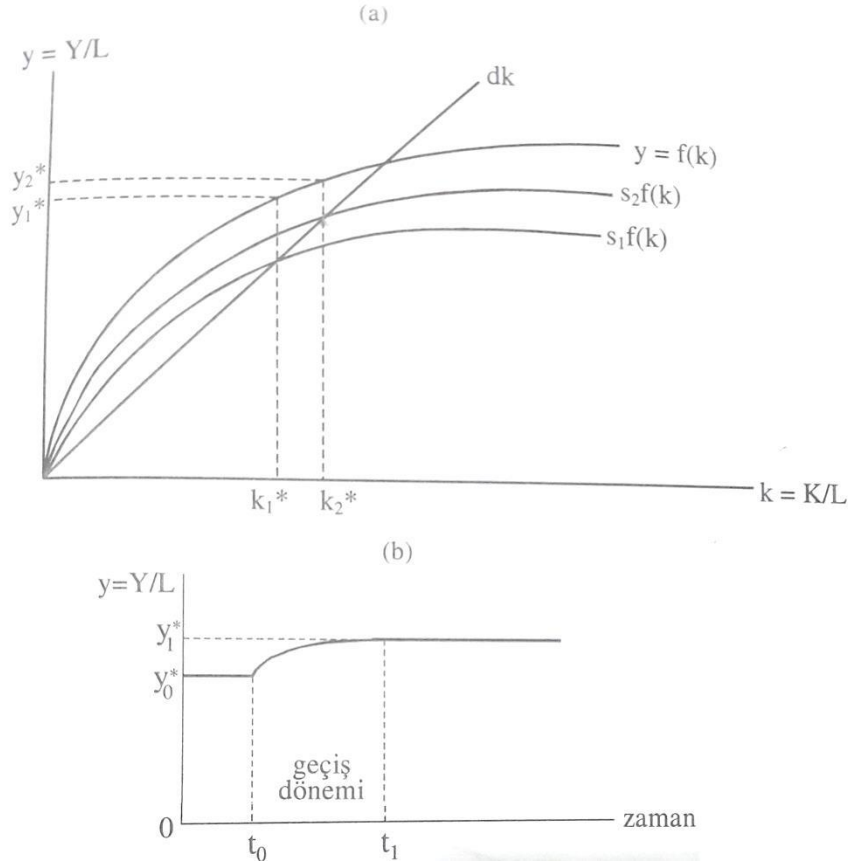 (a)
y = Y/L
dk
y = f(k)
y₂*
s₂f(k)
y₁*
s₁f(k)
k₁*
k₂*
k = K/L
(b)
y=Y/L
y₁*
y₀*
geçiş
dönemi
0
t₀
t₁
zaman